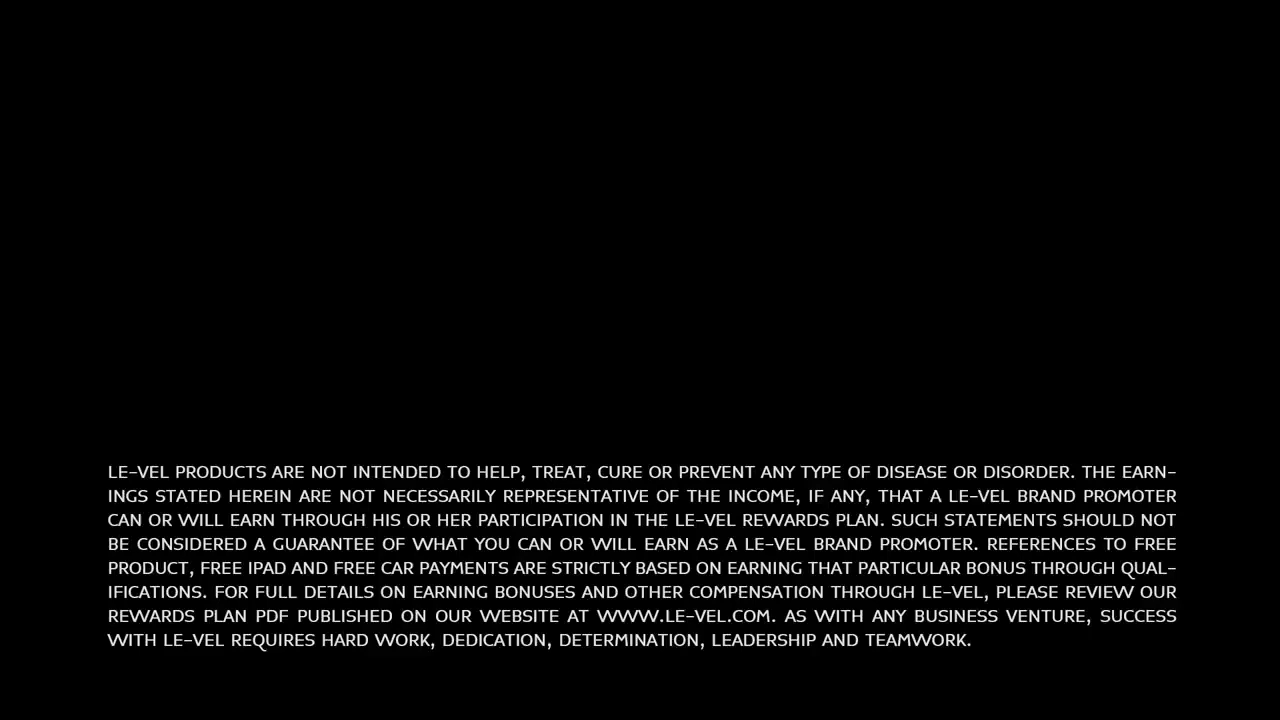 LE-VEL PRODUCTS ARE NOT INTENDED TO HELP, TREAT, CURE OR PREVENT ANY TYPE OF DISEASE OR DISORDER. THE EARN-
INGS STATED HEREIN ARE NOT NECESSARILY REPRESENTATIVE OF THE INCOME, IF ANY, THAT A LE-VEL BRAND PROMOTER
CAN OR WILL EARN THROUGH HIS OR HER PARTICIPATION IN THE LE-VEL REWARDS PLAN. SUCH STATEMENTS SHOULD NOT
BE CONSIDERED A GUARANTEE OF WHAT YOU CAN OR WILL EARN AS A LE-VEL BRAND PROMOTER. REFERENCES TO FREE
PRODUCT, FREE IPAD AND FREE CAR PAYMENTS ARE STRICTLY BASED ON EARNING THAT PARTICULAR BONUS THROUGH QUAL-
IFICATIONS. FOR FULL DETAILS ON EARNING BONUSES AND OTHER COMPENSATION THROUGH LE-VEL, PLEASE REVIEW OUR
REWARDS PLAN PDF PUBLISHED ON OUR WEBSITE AT WWW.LE-VEL.COM. AS WITH ANY BUSINESS VENTURE, SUCCESS
WITH LE-VEL REQUIRES HARD WORK, DEDICATION, DETERMINATION, LEADERSHIP AND TEAMWORK.